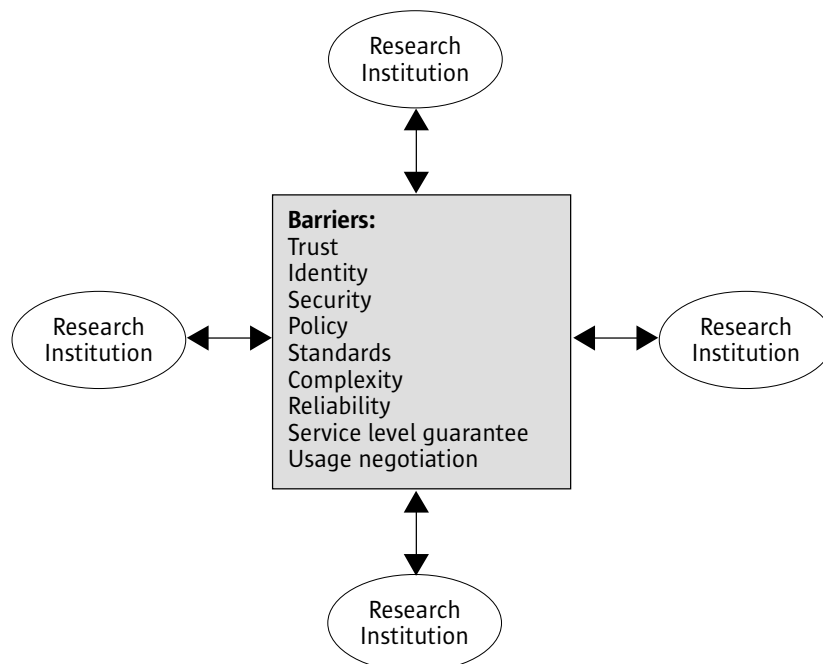 Research
Institution
Barriers:
Trust
Identity
Security
Policy
Standards
Complexity
Reliability
Service level guarantee
Usage negotiation
Research
Institution
Research
Institution
Research
Institution